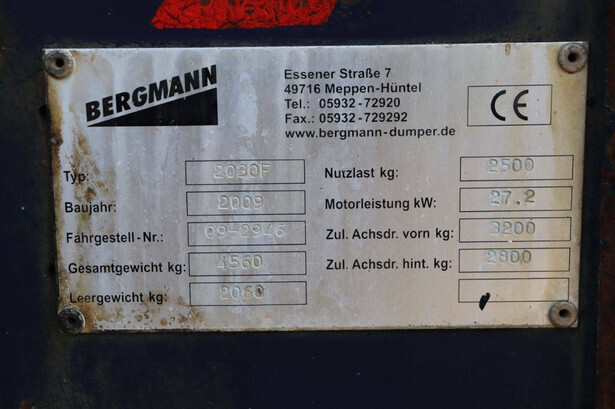 BERGMANN
Essener Straße 7
49716 Meppen-Hüntel
Tel.: 05932-72920
Fax.: 05932-729292
www.bergmann-dumper.de
CE
Typ: 2030F
Baujahr: 2009
Fahrgestell-Nr.: 09-2946
Gesamtgewicht kg: 4560
Leergewicht kg: 2060
Nutzlast kg: 2500
Motorleistung kW: 27.2
Zul. Achsdr. vorn kg: 3200
Zul. Achsdr. hint. kg: 2800